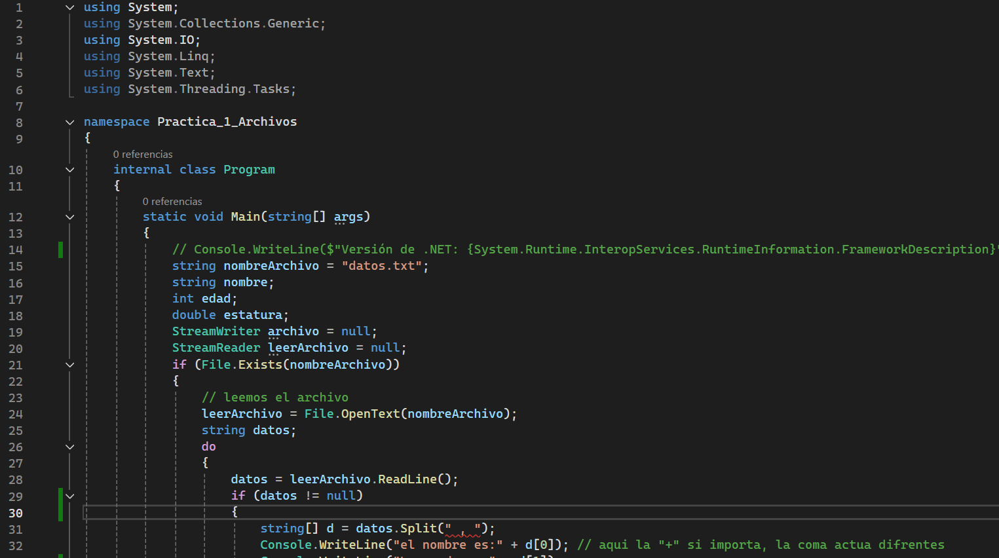 1 using System;
2 using System.Collections.Generic;
3 using System.IO;
4 using System.Linq;
5 using System.Text;
6 using System.Threading.Tasks;
7
8 namespace Practica_1_Archivos
9 {
0 referencias
10 internal class Program
11 {
0 referencias
12 static void Main(string[] args)
13 {
14 // Console.WriteLine($"Versión de .NET: {System.Runtime.InteropServices.RuntimeInformation.FrameworkDescription}"
15 string nombreArchivo = "datos.txt";
16 string nombre;
17 int edad;
18 double estatura;
19 StreamWriter archivo = null;
20 StreamReader leerArchivo = null;
21 if (File.Exists(nombreArchivo))
22 {
23 // leemos el archivo
24 leerArchivo = File.OpenText(nombreArchivo);
25 string datos;
26 do
27 {
28 datos = leerArchivo.ReadLine();
29 if (datos != null)
30 {
31 string[] d = datos.Split(" , ");
32 Console.WriteLine("el nombre es:" + d[0]); // aqui la "+" si importa, la coma actua difrentes